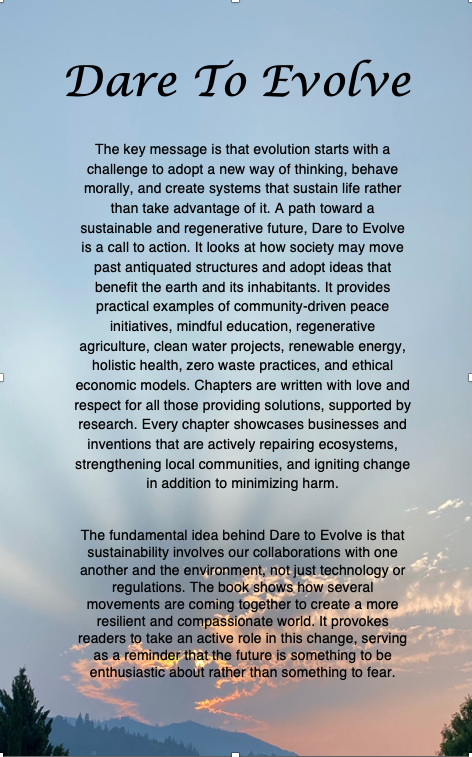 Dare To Evolve
The key message is that evolution starts with a
challenge to adopt a new way of thinking, behave
morally, and create systems that sustain life rather
than take advantage of it. A path toward a
sustainable and regenerative future, Dare to Evolve
is a call to action. It looks at how society may move
past antiquated structures and adopt ideas that
benefit the earth and its inhabitants. It provides
practical examples of community-driven peace
initiatives, mindful education, regenerative
agriculture, clean water projects, renewable energy,
holistic health, zero waste practices, and ethical
economic models. Chapters are written with love and
respect for all those providing solutions, supported by
research. Every chapter showcases businesses and
inventions that are actively repairing ecosystems,
strengthening local communities, and igniting change
in addition to minimizing harm.
The fundamental idea behind Dare to Evolve is that
sustainability involves our collaborations with one
another and the environment, not just technology or
regulations. The book shows how several
movements are coming together to create a more
resilient and compassionate world. It provokes
readers to take an active role in this change, serving
as a reminder that the future is something to be
enthusiastic about rather than something to fear.